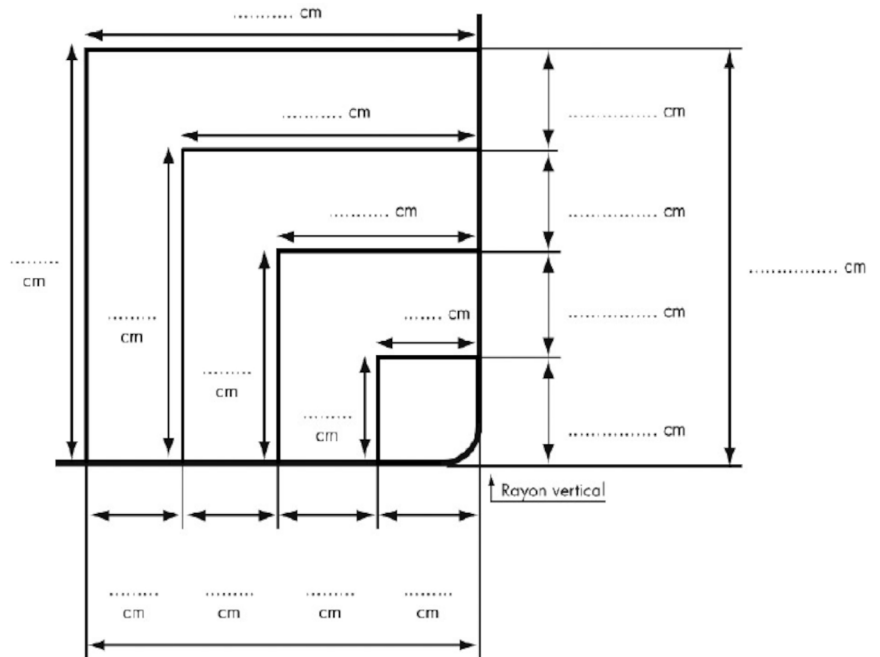 ............ cm
............ cm
............... cm
............ cm
............... cm
......... cm
............... cm
......... cm
....... cm
............... cm
......... cm
......... cm
............... cm
Rayon vertical
......... ......... ......... .........
cm cm cm cm